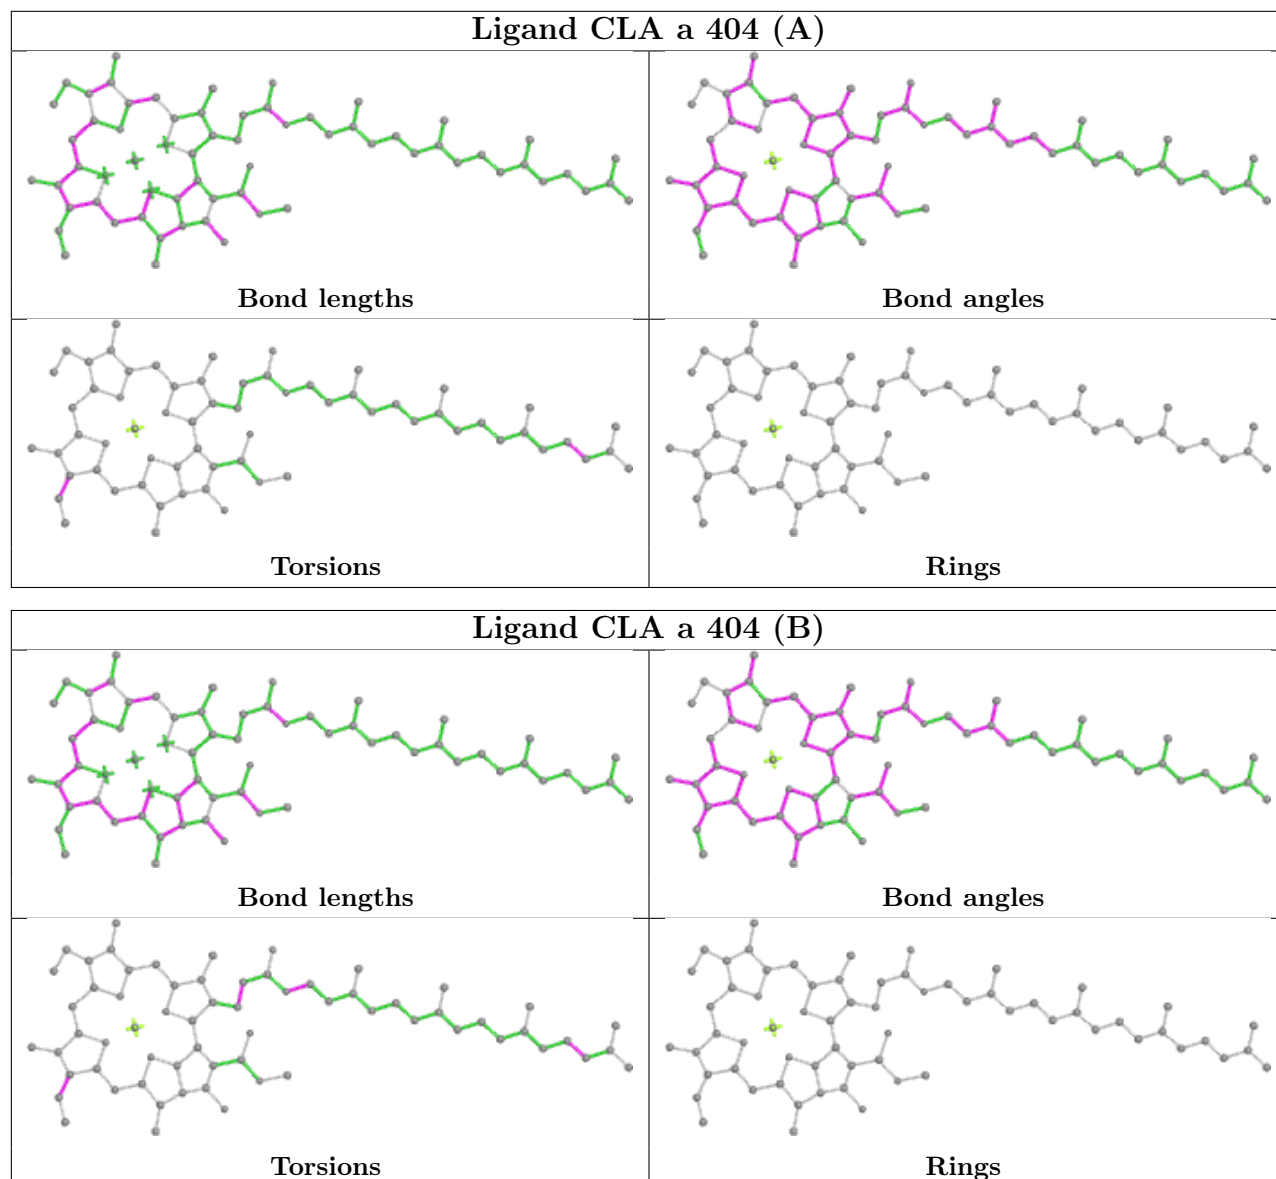 Ligand CLA a 404 (A)
Bond lengths
Bond angles
Torsions
Rings
Ligand CLA a 404 (B)
Bond lengths
Bond angles
Torsions
Rings